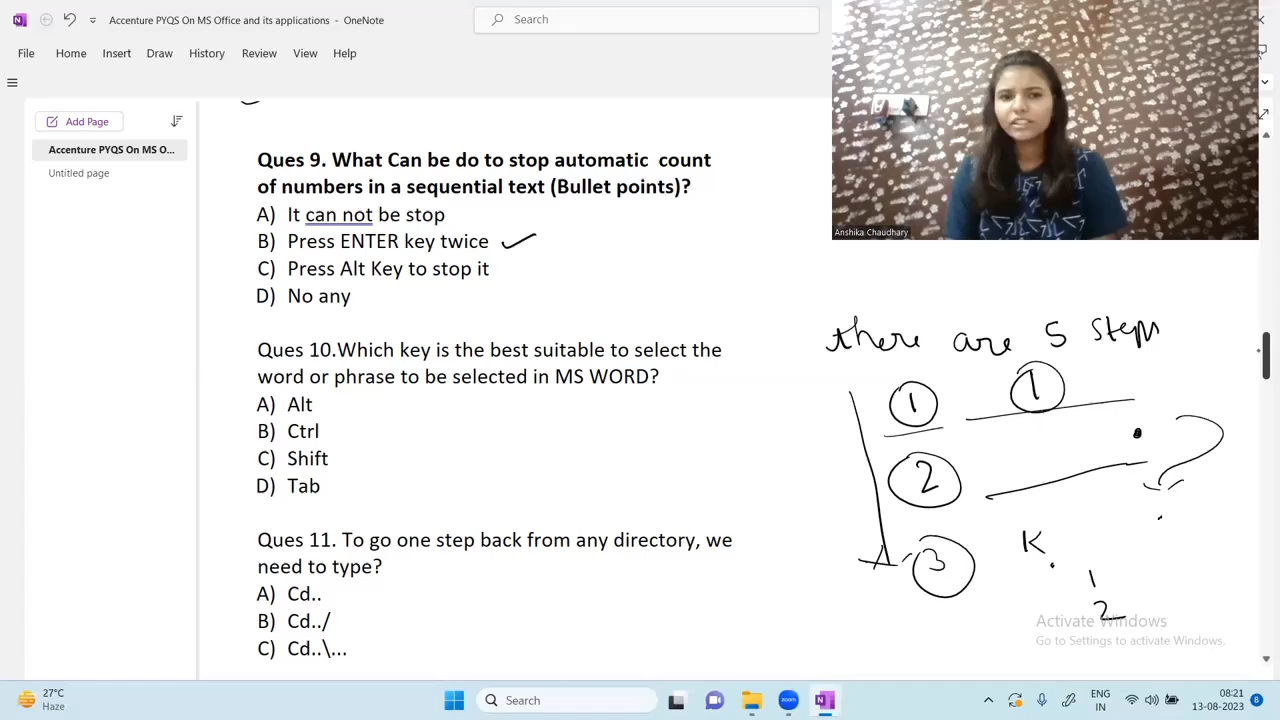 Accenture PYQS On MS Office and its applications - OneNote
Search
File Home Insert Draw History Review View Help
Add Page
Accenture PYQS On MS O...
Untitled page
Ques 9. What Can be do to stop automatic count
of numbers in a sequential text (Bullet points)?
A) It can not be stop
B) Press ENTER key twice
C) Press Alt Key to stop it
D) No any
Ques 10.Which key is the best suitable to select the
word or phrase to be selected in MS WORD?
A) Alt
B) Ctrl
C) Shift
D) Tab
Ques 11. To go one step back from any directory, we
need to type?
A) Cd..
B) Cd../
C) Cd..\...
Anshika Chaudhary
there are 5 steps
1 1
2
3 K
1
2
Activate Windows
Go to Settings to activate Windows.
27°C
Haze
Search
zoom
ENG
IN
08:21
13-08-2023
8